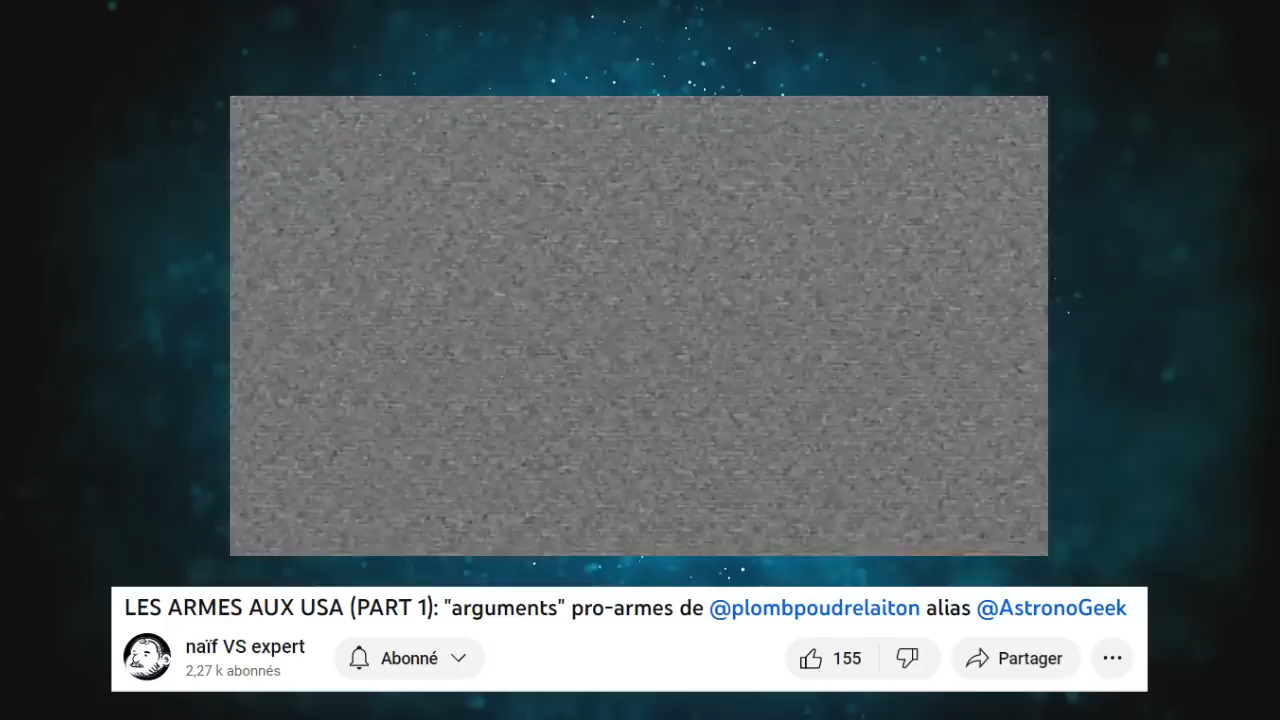 LES ARMES AUX USA (PART 1): "arguments" pro-armes de @plombpoudrelaiton alias @AstronoGeek
naïf VS expert
2,27 k abonnés
Abonné
155
Partager